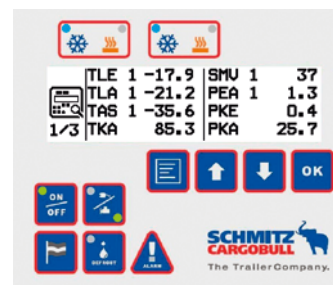 TLE 1 -17.9 SMV 1 37
TLA 1 -21.2 PEA 1 1.3
TAS 1 -35.6 PKE 0.4
1/3 TKA 85.3 PKA 25.7
OK
ON
OFF
DEFROST
ALARM
SCHMITZ
CARGOBULL
The Trailer Company.